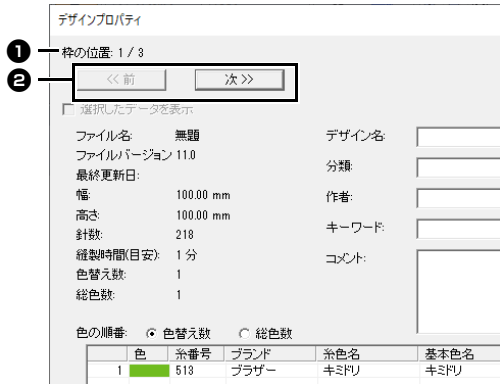 デザインプロパティ
❶ 枠の位置: 1 / 3
❷ << 前 次 >>
選択したデータを表示
ファイル名: 無題 デザイン名:
ファイルバージョン 11.0
最終更新日: 分類:
幅: 100.00 mm 作者:
高さ: 100.00 mm
針数: 218 キーワード:
縫製時間(目安): 1 分 コメント:
色替え数: 1
総色数: 1
色の順番: 色替え数 総色数
色 糸番号 ブランド 糸色名 基本色名
1 513 ブラザー キミドリ キミドリ